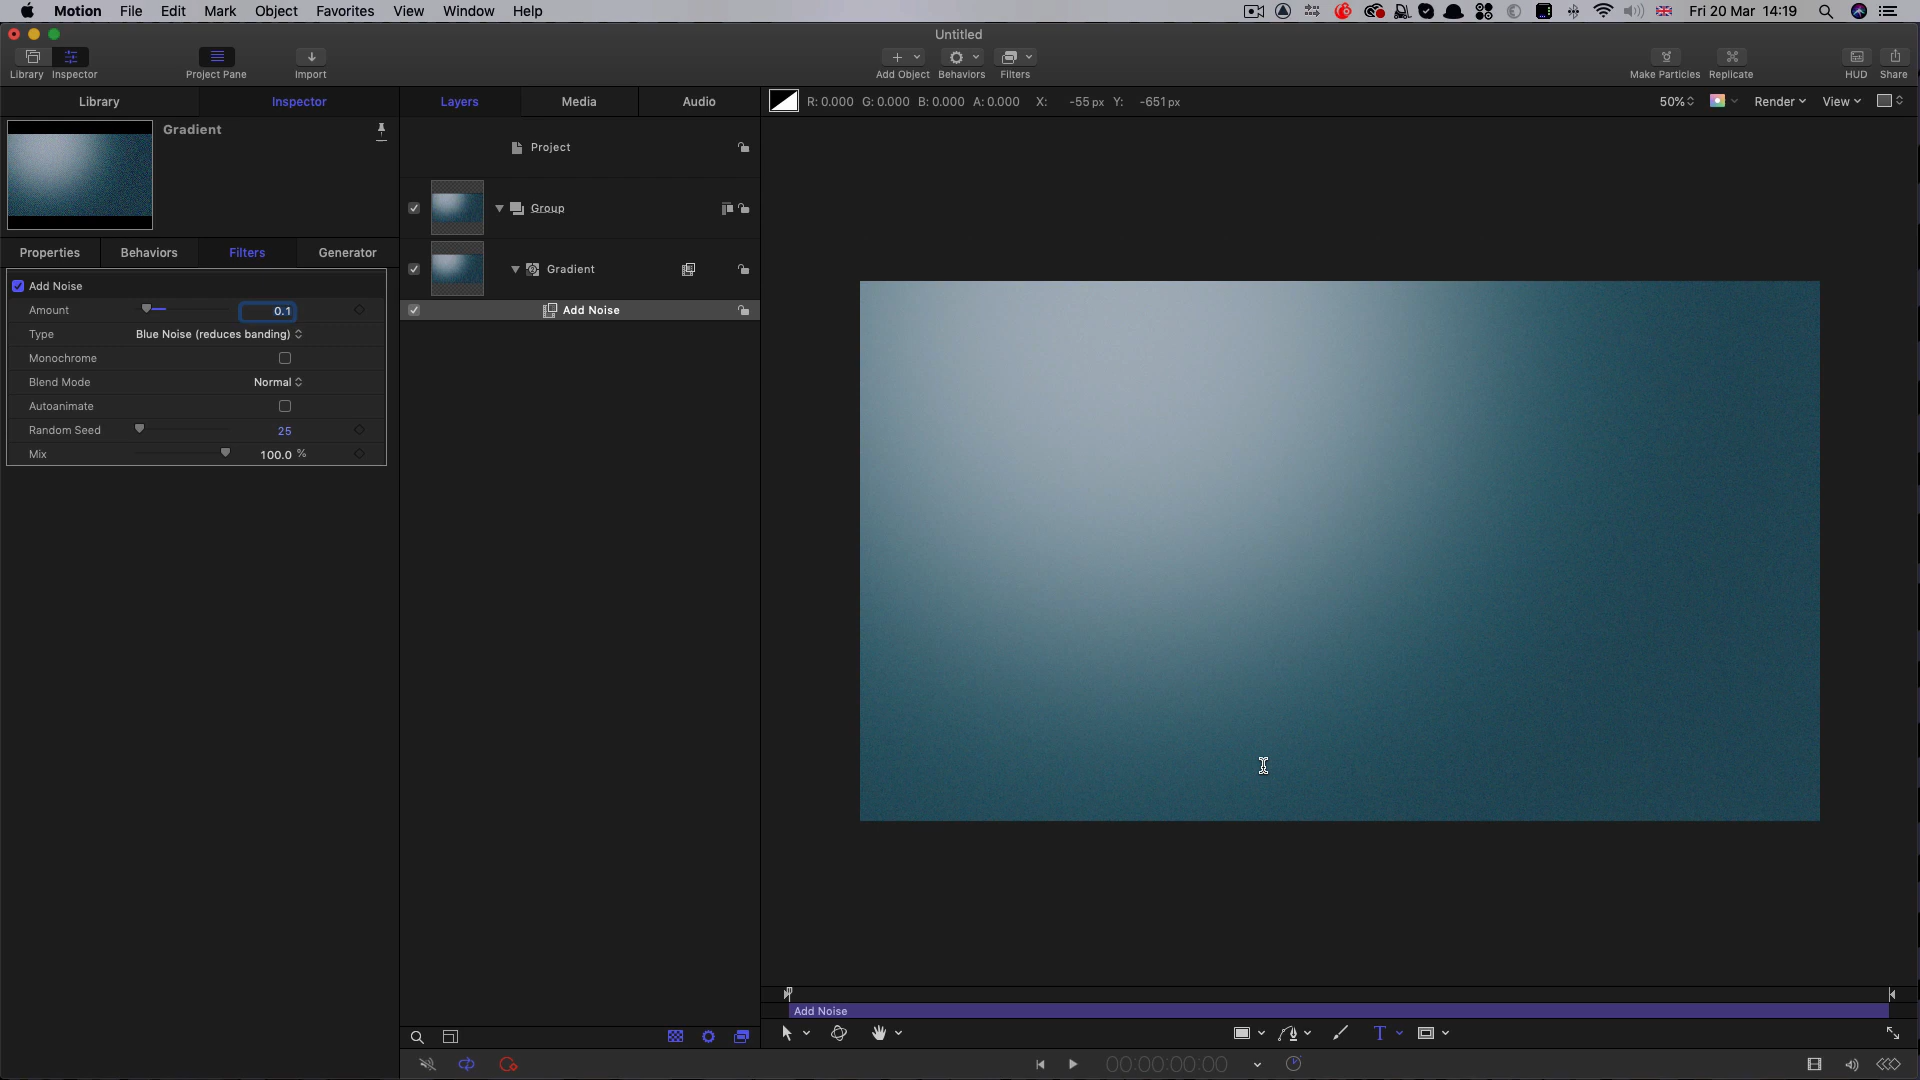 Motion File Edit Mark Object Favorites View Window Help Fri 20 Mar 14:19
Untitled
Library Inspector Project Pane Import Add Object Behaviors Filters Make Particles Replicate HUD Share
Library Inspector Layers Media Audio R: 0.000 G: 0.000 B: 0.000 A: 0.000 X: -55 px Y: -651 px 50% Render View
Gradient
Project
Group
Properties Behaviors Filters Generator
Gradient
Add Noise
Amount 0.1
Add Noise
Type Blue Noise (reduces banding)
Monochrome
Blend Mode Normal
Autoanimate
Random Seed 25
Mix 100.0 %
Add Noise
T
00:00:00:00